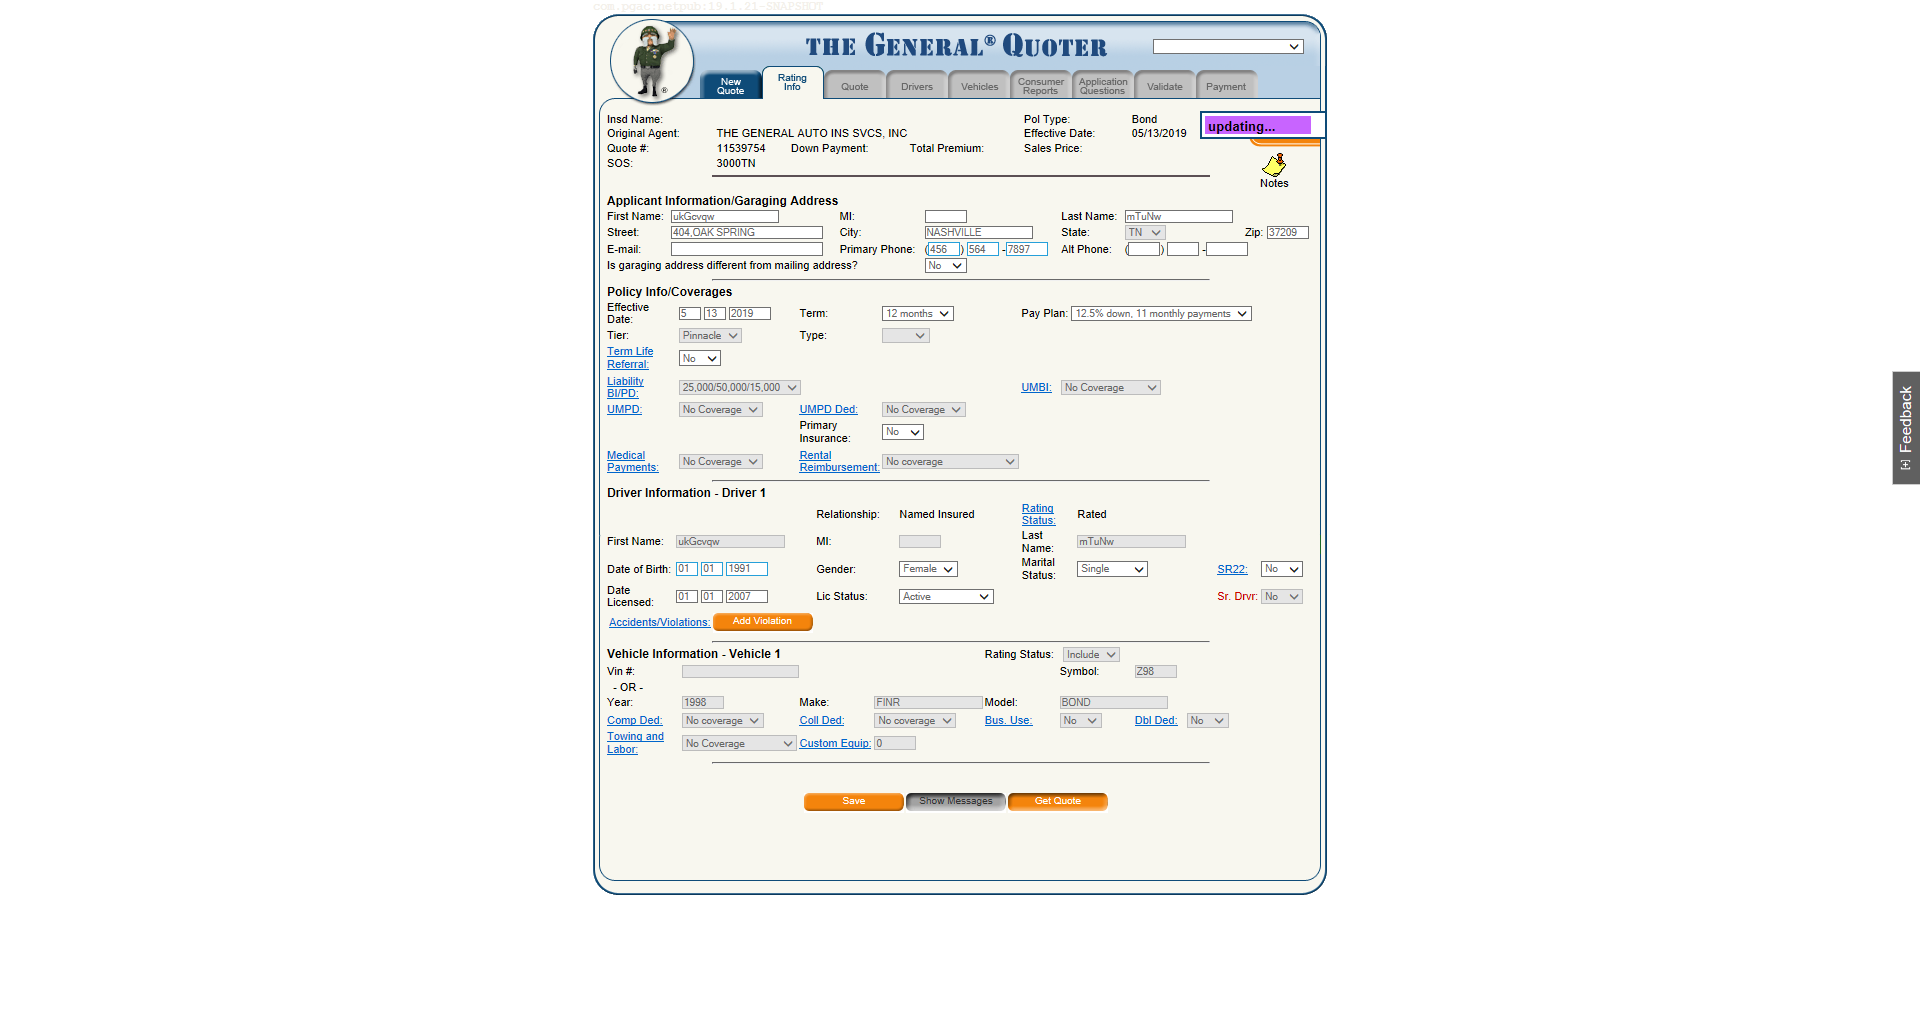 com.pgac:netpub:19.1.21-SNAPSHOT
THE GENERAL® QUOTER
New Quote
Rating Info
Quote
Drivers
Vehicles
Consumer Reports
Application Questions
Validate
Payment
®
Insd Name:
Pol Type: Bond
updating...
Original Agent: THE GENERAL AUTO INS SVCS, INC
Effective Date: 05/13/2019
Quote #: 11539754 Down Payment: Total Premium: Sales Price:
SOS: 3000TN
Notes
Applicant Information/Garaging Address
First Name: ukGcvqw MI: Last Name: mTuNw
Street: 404,OAK SPRING City: NASHVILLE State: TN Zip: 37209
E-mail: Primary Phone: (456) 564 -7897 Alt Phone: ( ) -
Is garaging address different from mailing address? No
Policy Info/Coverages
Effective Date: 5 13 2019 Term: 12 months Pay Plan: 12.5% down, 11 monthly payments
Tier: Pinnacle Type:
Term Life Referral: No
Liability BI/PD: 25,000/50,000/15,000 UMBI: No Coverage
UMPD: No Coverage UMPD Ded: No Coverage
Primary Insurance: No
Medical Payments: No Coverage Rental Reimbursement: No coverage
Driver Information - Driver 1
Relationship: Named Insured Rating Status: Rated
First Name: ukGcvqw MI: Last Name: mTuNw
Date of Birth: 01 01 1991 Gender: Female Marital Status: Single SR22: No
Date Licensed: 01 01 2007 Lic Status: Active Sr. Drvr: No
Accidents/Violations: Add Violation
Vehicle Information - Vehicle 1 Rating Status: Include
Vin #: Symbol: Z98
- OR -
Year: 1998 Make: FINR Model: BOND
Comp Ded: No coverage Coll Ded: No coverage Bus. Use: No Dbl Ded: No
Towing and Labor: No Coverage Custom Equip: 0
Save Show Messages Get Quote
[+] Feedback